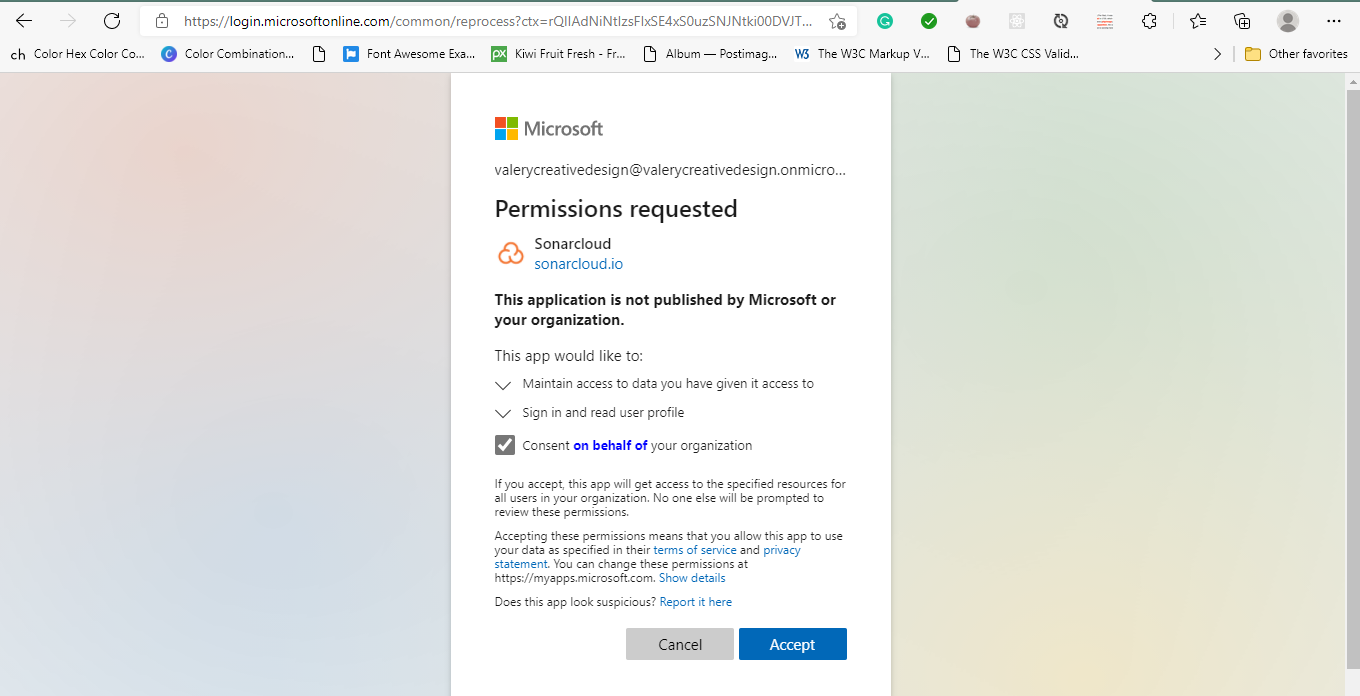 https://login.microsoftonline.com/common/reprocess?ctx=rQIIAdNiNtIzsFIxSE4xS0uzSNJNtki00DVJT...
ch Color Hex Color Co... C Color Combination... Font Awesome Exa... px Kiwi Fruit Fresh - Fr... Album — Postimag... W3 The W3C Markup V... The W3C CSS Valid... Other favorites
Microsoft
valerycreativedesign@valerycreativedesign.onmicro...
Permissions requested
Sonarcloud
sonarcloud.io
This application is not published by Microsoft or
your organization.
This app would like to:
Maintain access to data you have given it access to
Sign in and read user profile
Consent on behalf of your organization
If you accept, this app will get access to the specified resources for
all users in your organization. No one else will be prompted to
review these permissions.
Accepting these permissions means that you allow this app to use
your data as specified in their terms of service and privacy
statement. You can change these permissions at
https://myapps.microsoft.com. Show details
Does this app look suspicious? Report it here
Cancel Accept